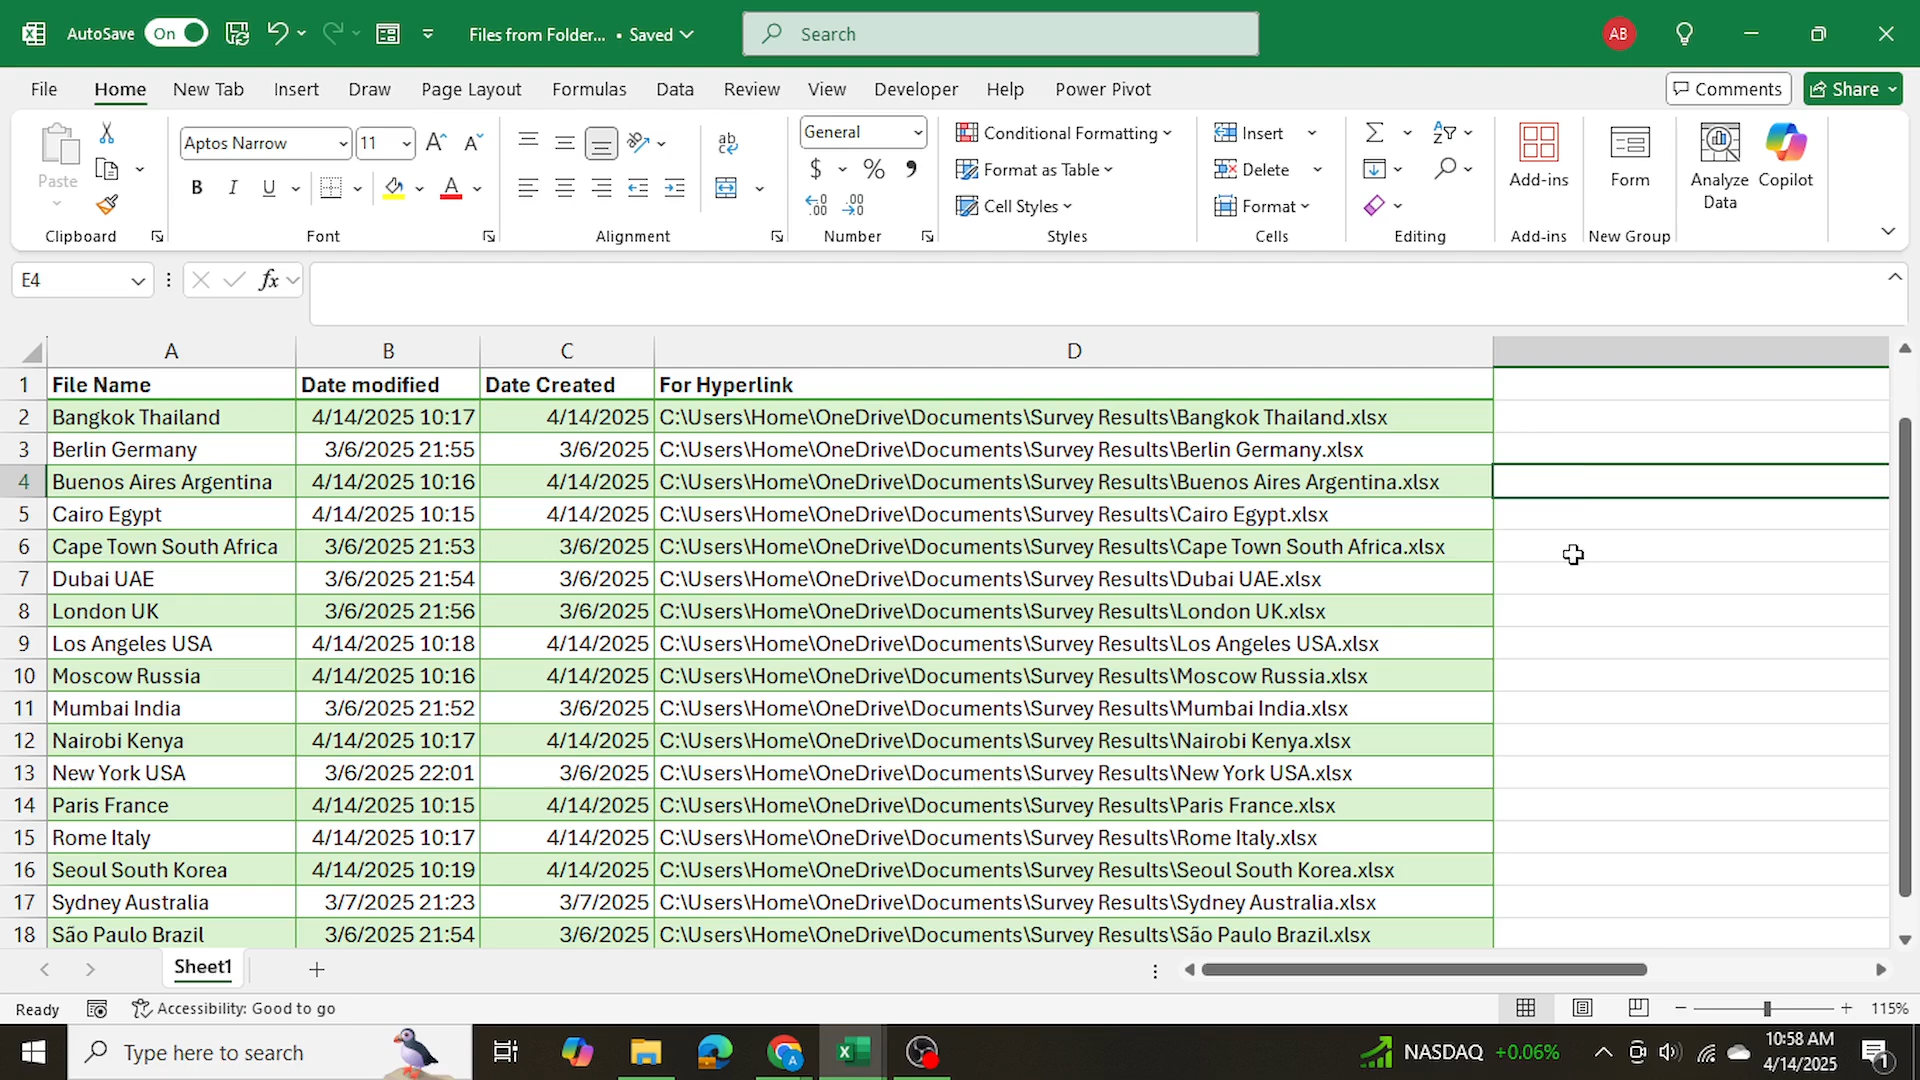 AutoSave On Files from Folder... • Saved Search AB
File Home New Tab Insert Draw Page Layout Formulas Data Review View Developer Help Power Pivot Comments Share
Paste Aptos Narrow 11 A A ab General Conditional Formatting Insert Σ
$ % , Format as Table Delete Add-ins Form Analyze Data Copilot
B I U A Cell Styles Format
Clipboard Font Alignment Number Styles Cells Editing Add-ins New Group
E4 fx
A B C D
1 File Name Date modified Date Created For Hyperlink
2 Bangkok Thailand 4/14/2025 10:17 4/14/2025 C:\Users\Home\OneDrive\Documents\Survey Results\Bangkok Thailand.xlsx
3 Berlin Germany 3/6/2025 21:55 3/6/2025 C:\Users\Home\OneDrive\Documents\Survey Results\Berlin Germany.xlsx
4 Buenos Aires Argentina 4/14/2025 10:16 4/14/2025 C:\Users\Home\OneDrive\Documents\Survey Results\Buenos Aires Argentina.xlsx
5 Cairo Egypt 4/14/2025 10:15 4/14/2025 C:\Users\Home\OneDrive\Documents\Survey Results\Cairo Egypt.xlsx
6 Cape Town South Africa 3/6/2025 21:53 3/6/2025 C:\Users\Home\OneDrive\Documents\Survey Results\Cape Town South Africa.xlsx
7 Dubai UAE 3/6/2025 21:54 3/6/2025 C:\Users\Home\OneDrive\Documents\Survey Results\Dubai UAE.xlsx
8 London UK 3/6/2025 21:56 3/6/2025 C:\Users\Home\OneDrive\Documents\Survey Results\London UK.xlsx
9 Los Angeles USA 4/14/2025 10:18 4/14/2025 C:\Users\Home\OneDrive\Documents\Survey Results\Los Angeles USA.xlsx
10 Moscow Russia 4/14/2025 10:16 4/14/2025 C:\Users\Home\OneDrive\Documents\Survey Results\Moscow Russia.xlsx
11 Mumbai India 3/6/2025 21:52 3/6/2025 C:\Users\Home\OneDrive\Documents\Survey Results\Mumbai India.xlsx
12 Nairobi Kenya 4/14/2025 10:17 4/14/2025 C:\Users\Home\OneDrive\Documents\Survey Results\Nairobi Kenya.xlsx
13 New York USA 3/6/2025 22:01 3/6/2025 C:\Users\Home\OneDrive\Documents\Survey Results\New York USA.xlsx
14 Paris France 4/14/2025 10:15 4/14/2025 C:\Users\Home\OneDrive\Documents\Survey Results\Paris France.xlsx
15 Rome Italy 4/14/2025 10:17 4/14/2025 C:\Users\Home\OneDrive\Documents\Survey Results\Rome Italy.xlsx
16 Seoul South Korea 4/14/2025 10:19 4/14/2025 C:\Users\Home\OneDrive\Documents\Survey Results\Seoul South Korea.xlsx
17 Sydney Australia 3/7/2025 21:23 3/7/2025 C:\Users\Home\OneDrive\Documents\Survey Results\Sydney Australia.xlsx
18 São Paulo Brazil 3/6/2025 21:54 3/6/2025 C:\Users\Home\OneDrive\Documents\Survey Results\São Paulo Brazil.xlsx
Sheet1
Ready Accessibility: Good to go 115%
Type here to search NASDAQ +0.06% 10:58 AM
4/14/2025 1